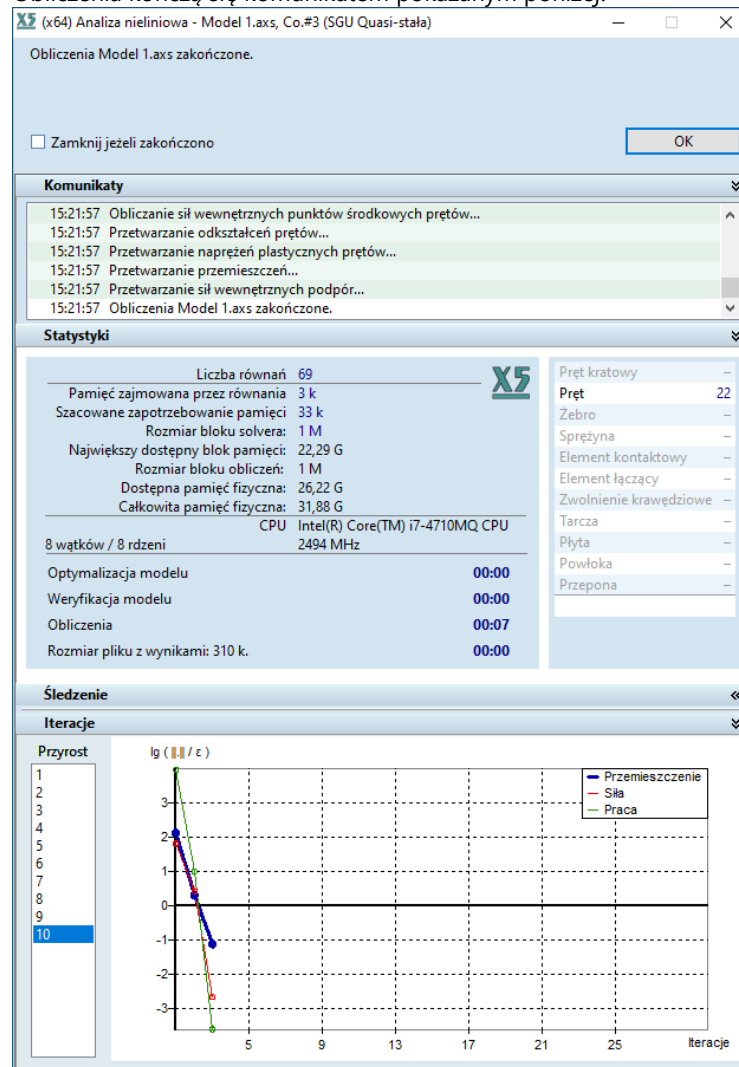 Obliczenia kończą się komunikatem pokazanym poniżej.
X5 (x64) Analiza nieliniowa - Model 1.axs, Co.#3 (SGU Quasi-stała)
Obliczenia Model 1.axs zakończone.
Zamknij jeżeli zakończono
OK
Komunikaty
15:21:57 Obliczanie sił wewnętrznych punktów środkowych prętów...
15:21:57 Przetwarzanie odkształceń prętów...
15:21:57 Przetwarzanie naprężeń plastycznych prętów...
15:21:57 Przetwarzanie przemieszczeń...
15:21:57 Przetwarzanie sił wewnętrznych podpór...
15:21:57 Obliczenia Model 1.axs zakończone.
Statystyki
Liczba równań 69
Pamięć zajmowana przez równania 3 k
Szacowane zapotrzebowanie pamięci 33 k
Rozmiar bloku solvera: 1 M
Największy dostępny blok pamięci: 22,29 G
Rozmiar bloku obliczeń: 1 M
Dostępna pamięć fizyczna: 26,22 G
Całkowita pamięć fizyczna: 31,88 G
CPU Intel(R) Core(TM) i7-4710MQ CPU
8 wątków / 8 rdzeni 2494 MHz
Optymalizacja modelu 00:00
Weryfikacja modelu 00:00
Obliczenia 00:07
Rozmiar pliku z wynikami: 310 k. 00:00
X5
Pręt kratowy –
Pręt 22
Żebro –
Sprężyna –
Element kontaktowy –
Element łączący –
Zwolnienie krawędziowe –
Tarcza –
Płyta –
Powłoka –
Przepona –
Śledzenie
Iteracje
Przyrost
1
2
3
4
5
6
7
8
9
10
lg ( ||.|| / ε )
3
2
1
0
-1
-2
-3
5 9 13 17 21 25 Iteracje
Przemieszczenie
Siła
Praca